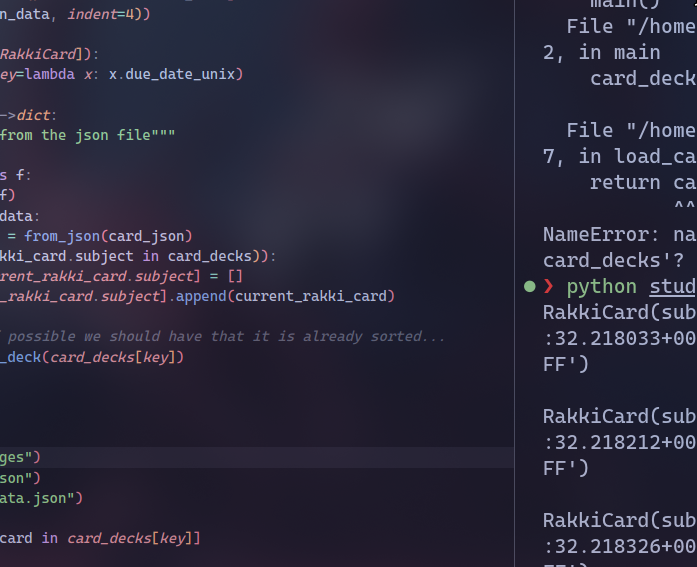 n_data, indent=4))
RakkiCard]):
ey=lambda x: x.due_date_unix)
->dict:
from the json file"""
s f:
f)
data:
= from_json(card_json)
kki_card.subject in card_decks)):
rent_rakki_card.subject] = []
_rakki_card.subject].append(current_rakki_card)
possible we should have that it is already sorted...
_deck(card_decks[key])
ges")
son")
ata.json")
card in card_decks[key]]
main()
File "/home
2, in main
card_deck
File "/home
7, in load_ca
return ca
^^
NameError: na
card_decks'?
❯ python stud
RakkiCard(sub
:32.218033+00
FF')
RakkiCard(sub
:32.218212+00
FF')
RakkiCard(sub
:32.218326+00
FF')